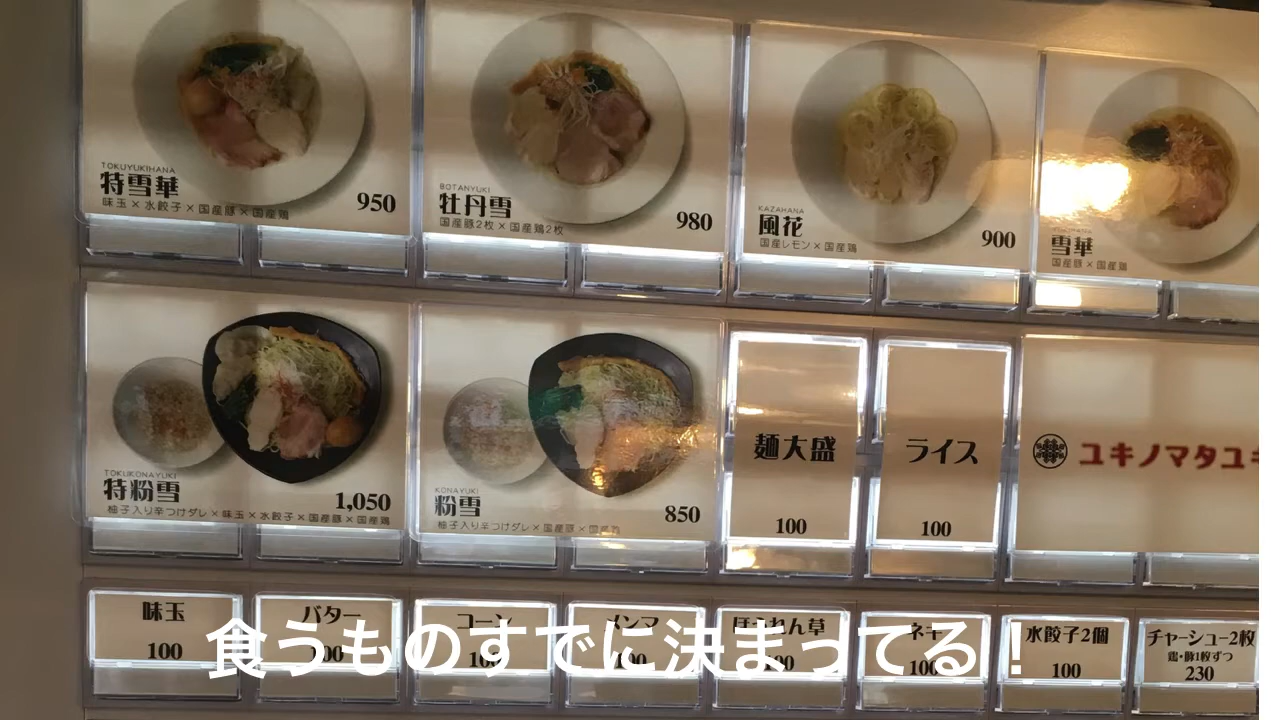 TOKUYUKIHANA
特雪華
味玉×水餃子×国産豚×国産鶏
950
BOTANYUKI
牡丹雪
国産豚2枚×国産鶏2枚
980
KAZAHANA
風花
国産レモン×国産鶏
900
雪華
国産豚×国産鶏
TOKUKONAYUKI
特粉雪
1,050
柚子入り辛つけダレ×味玉×水餃子×国産豚×国産鶏
KONAYUKI
粉雪
850
柚子入り辛つけダレ×国産豚×国産鶏
麺大盛
100
ライス
100
ユキノマタユキ
味玉
100
バター
100
コーン
100
メンマ
100
ほうれん草
100
ネギ
100
水餃子2個
100
チャーシュー2枚
鶏・豚1枚ずつ
230
食うものすでに決まってる！